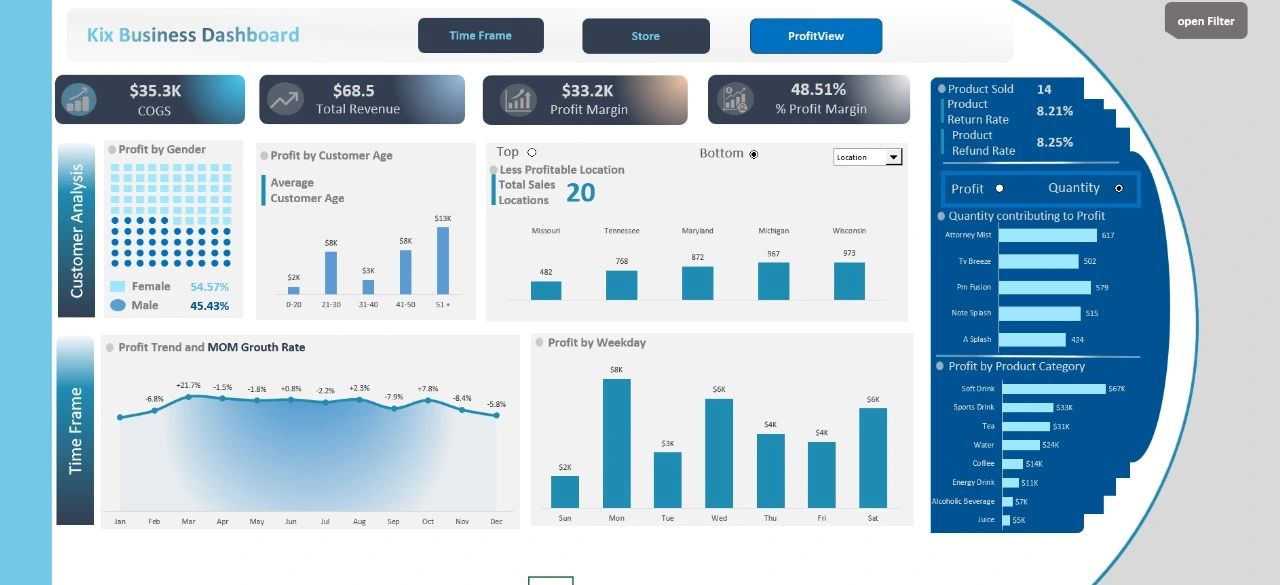 Kix Business Dashboard
Time Frame
Store
ProfitView
open Filter
$35.3K
COGS
$68.5
Total Revenue
$33.2K
Profit Margin
48.51%
% Profit Margin
Customer Analysis
Profit by Gender
Female 54.57%
Male 45.43%
Profit by Customer Age
Average
Customer Age
$2K
$8K
$3K
$8K
$13K
0-20 21-30 31-40 41-50 51 +
Top
Bottom
Location
Less Profitable Location
Total Sales
Locations
20
Missouri Tennessee Maryland Michigan Wisconsin
482 768 872 967 973
Product Sold 14
Product
Return Rate
8.21%
Product
Refund Rate
8.25%
Profit
Quantity
Quantity contributing to Profit
Attorney Mist 617
Tv Breeze 502
Pm Fusion 579
Note Splash 515
A Splash 424
Profit by Product Category
Soft Drink $67K
Sports Drink $33K
Tea $31K
Water $24K
Coffee $14K
Energy Drink $11K
Alcoholic Beverage $7K
Juice $5K
Time Frame
Profit Trend and MOM Grouth Rate
-6.8% +21.7% -1.5% -1.8% +0.8% -2.2% +2.3% -7.9% +7.8% -8.4% -5.8%
Jan Feb Mar Apr May Jun Jul Aug Sep Oct Nov Dec
Profit by Weekday
$2K $8K $3K $6K $4K $4K $6K
Sun Mon Tue Wed Thu Fri Sat